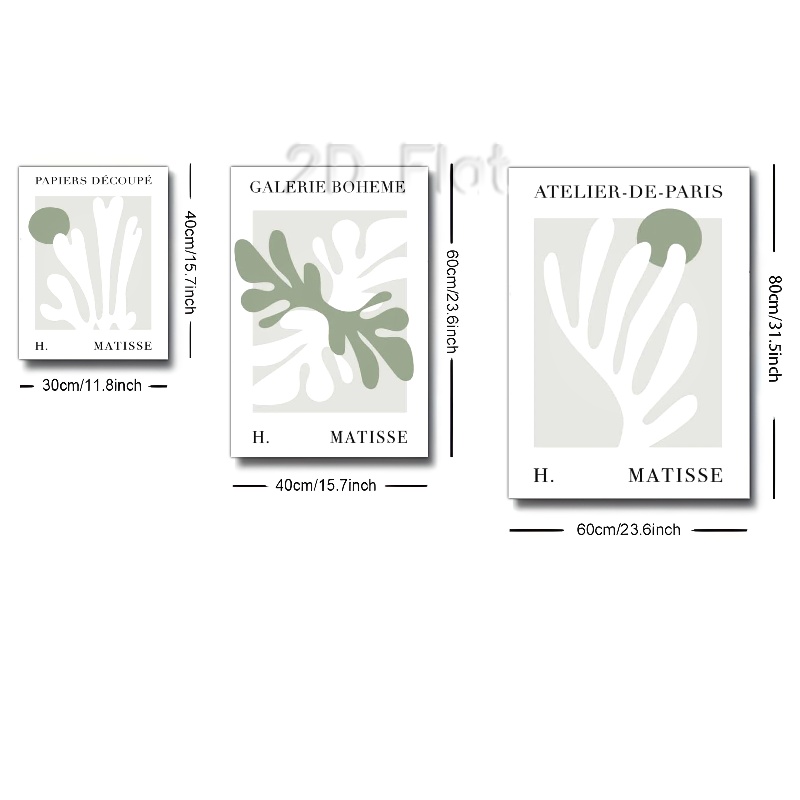 2D Flat
PAPIERS DÉCOUPÉ
H. MATISSE
40cm/15.7inch
30cm/11.8inch
GALERIE BOHEME
H. MATISSE
60cm/23.6inch
40cm/15.7inch
ATELIER-DE-PARIS
H. MATISSE
80cm/31.5inch
60cm/23.6inch